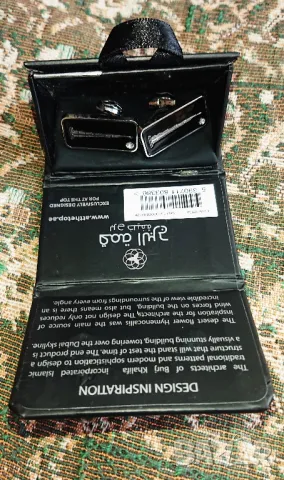 DESIGN INSPIRATION
The architects of Burj Khalifa incorporated Islamic
traditional patterns and modern sophistication to design a
structure that will stand the test of time. The end product is
a visually stunning building, towering over the Dubai skyline.
The desert flower Hymenocallis was the main source of
inspiration for the Architects. The design not only reduces
wind forces on the building, but also means there is an
incredible view of the surroundings from every angle.
قمة البرج
برج خليفة
www.atthetop.ae
EXCLUSIVELY DESIGNED
FOR AT THE TOP